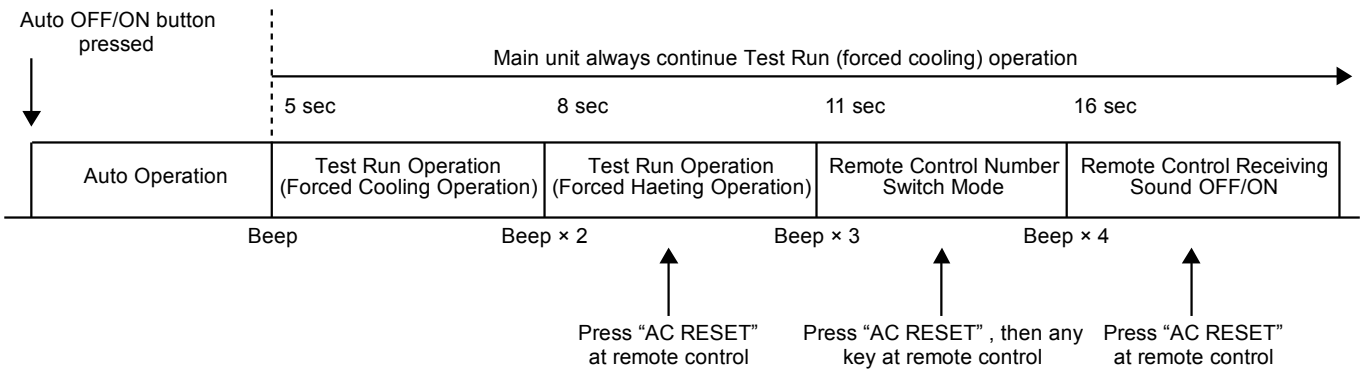 Auto OFF/ON button
pressed
Main unit always continue Test Run (forced cooling) operation
5 sec
8 sec
11 sec
16 sec
Auto Operation
Test Run Operation
(Forced Cooling Operation)
Test Run Operation
(Forced Haeting Operation)
Remote Control Number
Switch Mode
Remote Control Receiving
Sound OFF/ON
Beep
Beep × 2
Beep × 3
Beep × 4
Press “AC RESET”
at remote control
Press “AC RESET” , then any
key at remote control
Press “AC RESET”
at remote control